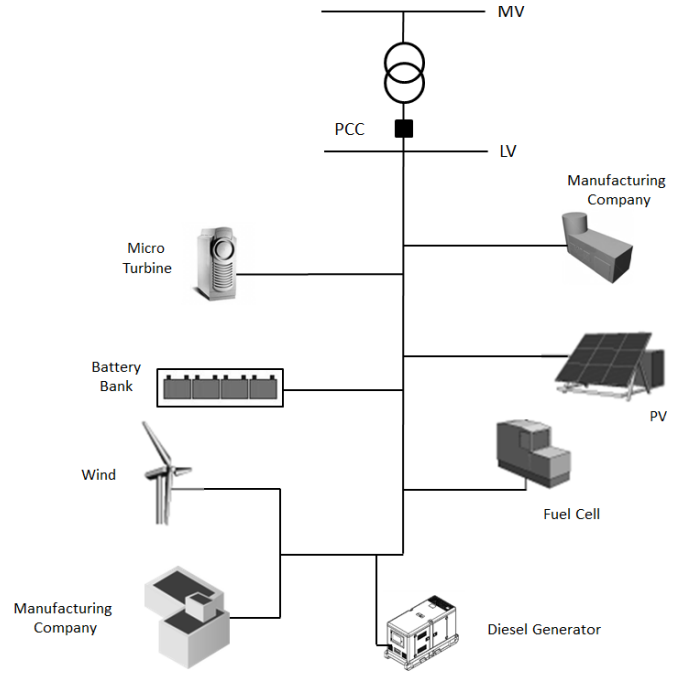 MV
PCC
LV
Manufacturing
Company
Micro
Turbine
Battery
Bank
PV
Wind
Fuel Cell
Manufacturing
Company
Diesel Generator